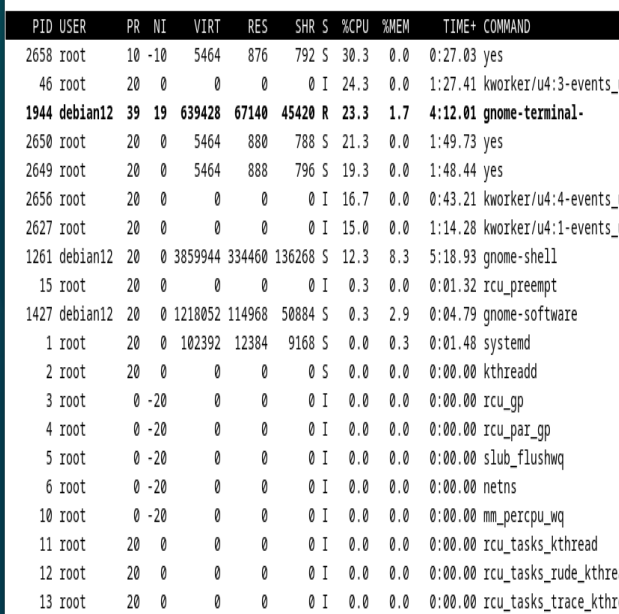 PID USER PR NI VIRT RES SHR S %CPU %MEM TIME+ COMMAND
2658 root 10 -10 5464 876 792 S 30.3 0.0 0:27.03 yes
46 root 20 0 0 0 0 I 24.3 0.0 1:27.41 kworker/u4:3-events_
1944 debian12 39 19 639428 67140 45420 R 23.3 1.7 4:12.01 gnome-terminal-
2650 root 20 0 5464 880 788 S 21.3 0.0 1:49.73 yes
2649 root 20 0 5464 888 796 S 19.3 0.0 1:48.44 yes
2656 root 20 0 0 0 0 I 16.7 0.0 0:43.21 kworker/u4:4-events_
2627 root 20 0 0 0 0 I 15.0 0.0 1:14.28 kworker/u4:1-events_
1261 debian12 20 0 3859944 334460 136268 S 12.3 8.3 5:18.93 gnome-shell
15 root 20 0 0 0 0 I 0.3 0.0 0:01.32 rcu_preempt
1427 debian12 20 0 1218052 114968 50884 S 0.3 2.9 0:04.79 gnome-software
1 root 20 0 102392 12384 9168 S 0.0 0.3 0:01.48 systemd
2 root 20 0 0 0 0 S 0.0 0.0 0:00.00 kthreadd
3 root 0 -20 0 0 0 I 0.0 0.0 0:00.00 rcu_gp
4 root 0 -20 0 0 0 I 0.0 0.0 0:00.00 rcu_par_gp
5 root 0 -20 0 0 0 I 0.0 0.0 0:00.00 slub_flushwq
6 root 0 -20 0 0 0 I 0.0 0.0 0:00.00 netns
10 root 0 -20 0 0 0 I 0.0 0.0 0:00.00 mm_percpu_wq
11 root 20 0 0 0 0 I 0.0 0.0 0:00.00 rcu_tasks_kthread
12 root 20 0 0 0 0 I 0.0 0.0 0:00.00 rcu_tasks_rude_kthre
13 root 20 0 0 0 0 I 0.0 0.0 0:00.00 rcu_tasks_trace_kthr